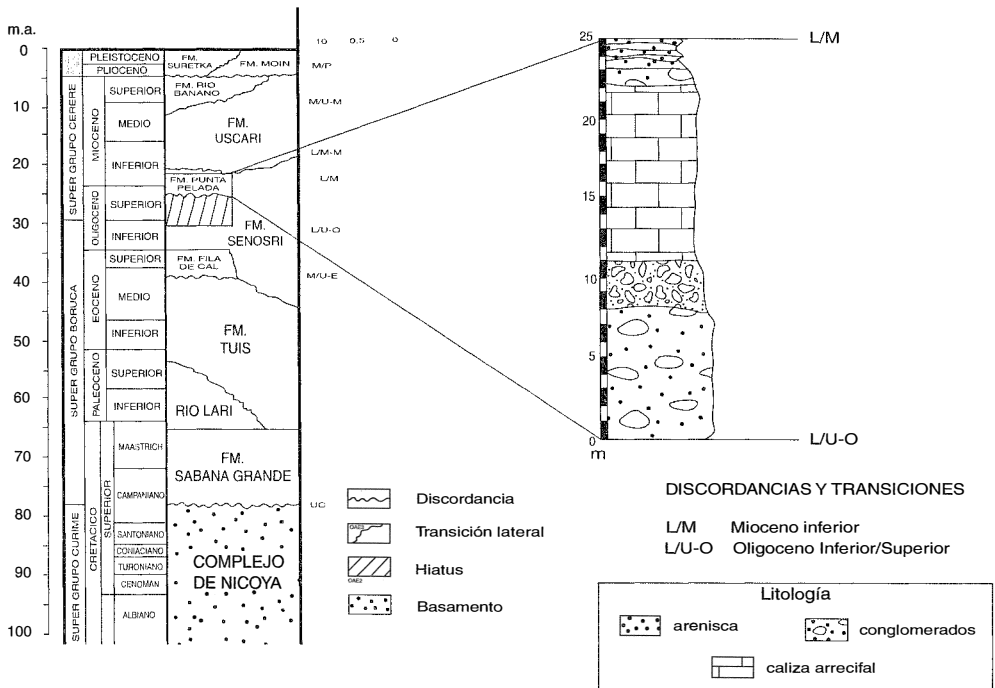 m.a.
0
10
20
30
40
50
60
70
80
90
100
SUPER GRUPO CERERE
SUPER GRUPO BORUCA
SUPER GRUPO CURIME
MIOCENO
OLIGOCENO
EOCENO
PALEOCENO
CRETACICO
SUPERIOR
PLEISTOCENO
PLIOCENO
SUPERIOR
MEDIO
INFERIOR
SUPERIOR
INFERIOR
SUPERIOR
MEDIO
INFERIOR
SUPERIOR
INFERIOR
MAASTRICH
CAMPANIANO
SANTONIANO
CONIACIANO
TURONIANO
CENOMAN
ALBIANO
FM.
SURETKA
FM. MOIN
FM. RIO
BANANO
FM.
USCARI
FM. PUNTA
PELADA
FM.
SENOSRI
FM. FILA
DE CAL
FM.
TUIS
RIO LARI
FM.
SABANA GRANDE
COMPLEJO
DE NICOYA
10 0,5 0
M/P
M/U-M
L/M-M
L/M
L/U-O
M/U-E
UC
25
20
15
10
5
0
m
L/M
L/U-O
Discordancia
Transición lateral
Hiatus
OAE2
Basamento
DISCORDANCIAS Y TRANSICIONES
L/M Mioceno inferior
L/U-O Oligoceno Inferior/Superior
Litología
arenisca
conglomerados
caliza arrecifal